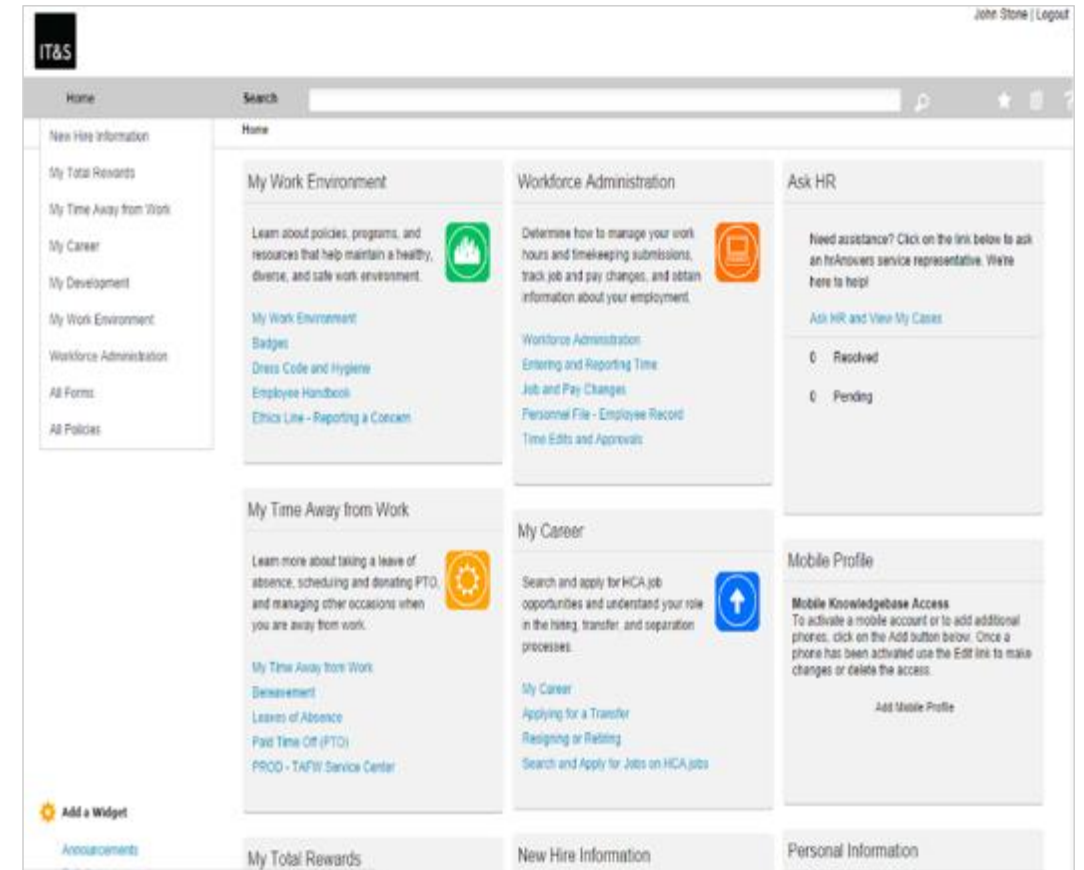 John Stone | Logout
IT&S
Home
Search
Home
New Hire Information
My Total Rewards
My Time Away from Work
My Career
My Development
My Work Environment
Workforce Administration
All Forms
All Policies
My Work Environment
Learn about policies, programs, and
resources that help maintain a healthy,
diverse, and safe work environment.
My Work Environment
Badges
Dress Code and Hygiene
Employee Handbook
Ethics Line - Reporting a Concern
Workforce Administration
Determine how to manage your work
hours and timekeeping submissions,
track job and pay changes, and obtain
information about your employment.
Workforce Administration
Entering and Reporting Time
Job and Pay Changes
Personnel File - Employee Record
Time Edits and Approvals
Ask HR
Need assistance? Click on the link below to ask
an hrAnswers service representative. We're
here to help!
Ask HR and View My Cases
0 Resolved
0 Pending
My Time Away from Work
Learn more about taking a leave of
absence, scheduling and donating PTO,
and managing other occasions when
you are away from work.
My Time Away from Work
Bereavement
Leaves of Absence
Paid Time Off (PTO)
PROD - TAFW Service Center
My Career
Search and apply for HCA job
opportunities and understand your role
in the hiring, transfer, and separation
processes.
My Career
Applying for a Transfer
Resigning or Retiring
Search and Apply for Jobs on HCA jobs
Mobile Profile
Mobile Knowledgebase Access
To activate a mobile account or to add additional
phones, click on the Add button below. Once a
phone has been activated use the Edit link to make
changes or delete the access.
Add Mobile Profile
Add a Widget
Announcements
My Total Rewards
New Hire Information
Personal Information